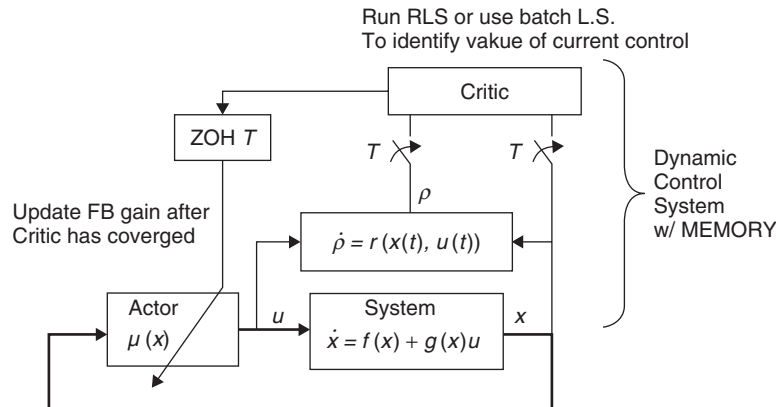 Run RLS or use batch L.S.
To identify vakue of current control
Critic
ZOH T
T
T
Dynamic
Control
System
w/ MEMORY
ρ
Update FB gain after
Critic has coverged
ρ̇ = r (x(t), u(t))
Actor
μ (x)
u
System
ẋ = f (x) + g (x)u
x